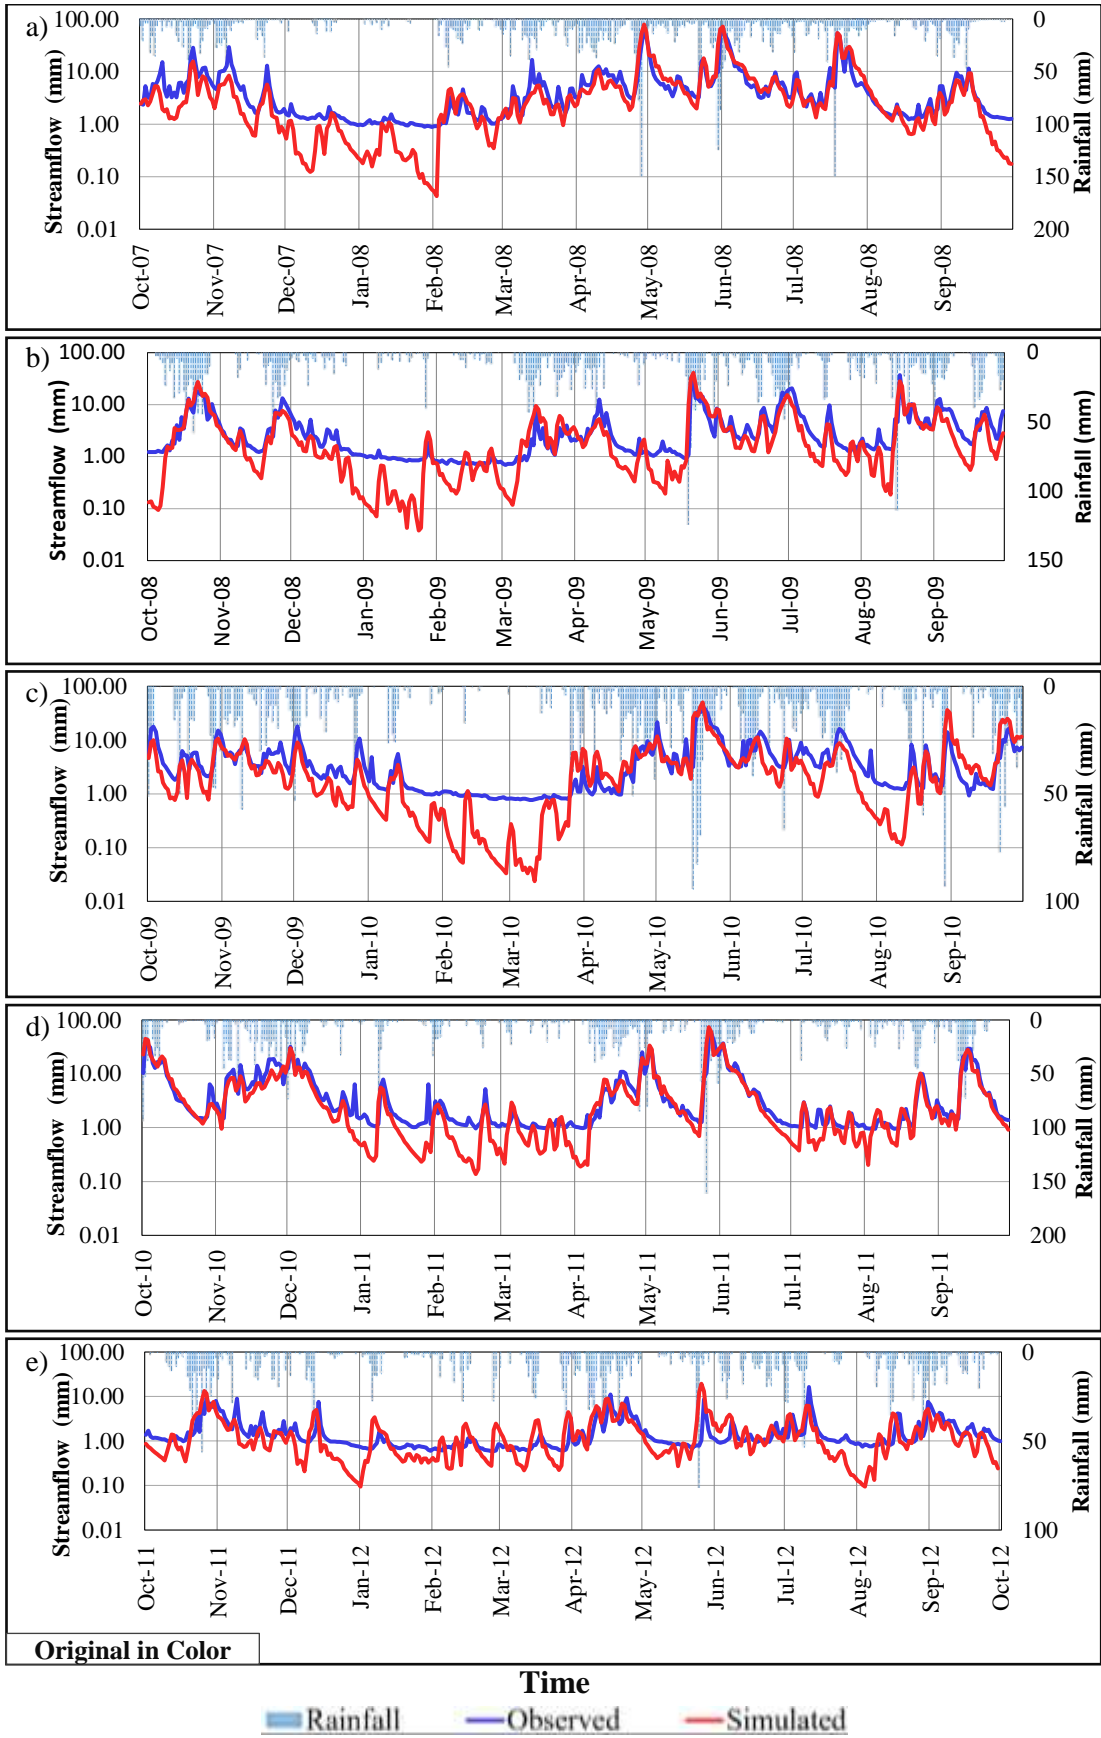 a)
Streamflow (mm)
100.00
10.00
1.00
0.10
0.01
0
50
100
150
200
Rainfall (mm)
Oct-07
Nov-07
Dec-07
Jan-08
Feb-08
Mar-08
Apr-08
May-08
Jun-08
Jul-08
Aug-08
Sep-08
b)
Streamflow (mm)
100.00
10.00
1.00
0.10
0.01
0
50
100
150
Rainfall (mm)
Oct-08
Nov-08
Dec-08
Jan-09
Feb-09
Mar-09
Apr-09
May-09
Jun-09
Jul-09
Aug-09
Sep-09
c)
Streamflow (mm)
100.00
10.00
1.00
0.10
0.01
0
50
100
Rainfall (mm)
Oct-09
Nov-09
Dec-09
Jan-10
Feb-10
Mar-10
Apr-10
May-10
Jun-10
Jul-10
Aug-10
Sep-10
d)
Streamflow (mm)
100.00
10.00
1.00
0.10
0.01
0
50
100
150
200
Rainfall (mm)
Oct-10
Nov-10
Dec-10
Jan-11
Feb-11
Mar-11
Apr-11
May-11
Jun-11
Jul-11
Aug-11
Sep-11
e)
Streamflow (mm)
100.00
10.00
1.00
0.10
0.01
0
50
100
Rainfall (mm)
Oct-11
Nov-11
Dec-11
Jan-12
Feb-12
Mar-12
Apr-12
May-12
Jun-12
Jul-12
Aug-12
Sep-12
Oct-12
Original in Color
Time
Rainfall Observed Simulated